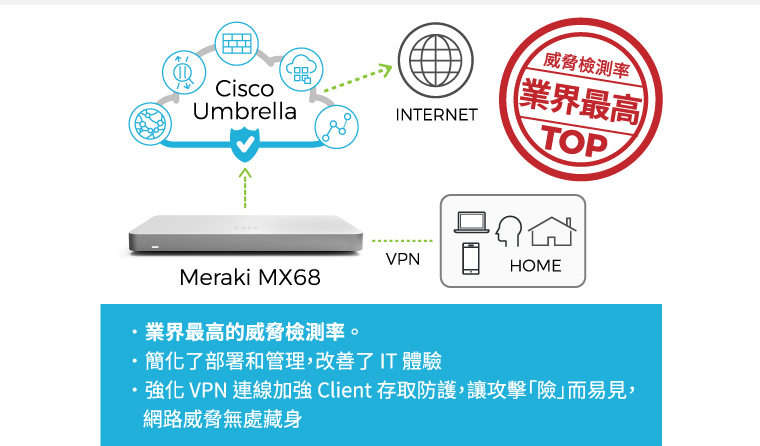 Cisco
Umbrella
INTERNET
威脅檢測率
業界最高
TOP
Meraki MX68
VPN
HOME
・業界最高的威脅檢測率。
・簡化了部署和管理，改善了 IT 體驗
・強化 VPN 連線加強 Client 存取防護，讓攻擊「險」而易見，
網路威脅無處藏身